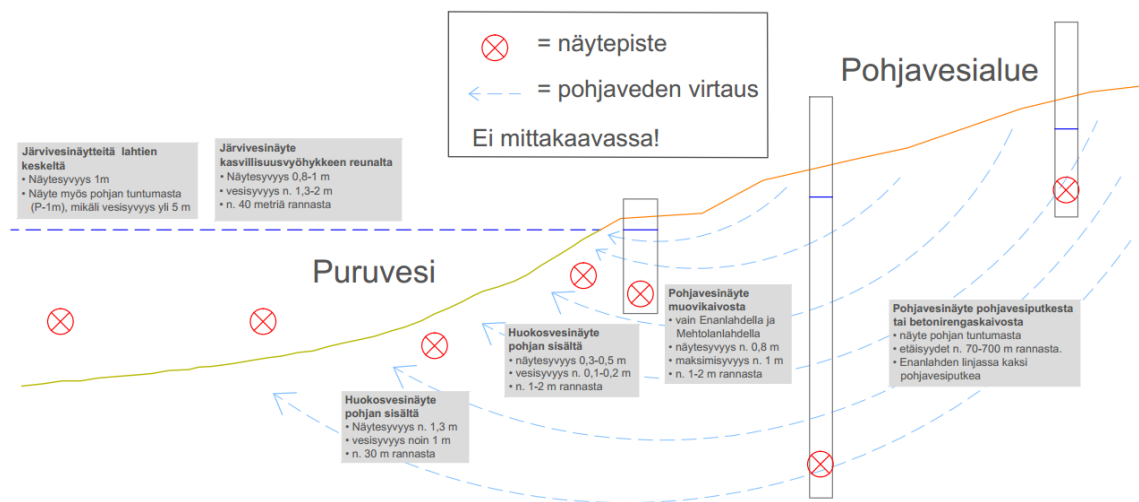 = näytepiste
= pohjaveden virtaus
Ei mittakaavassa!
Pohjavesialue
Järvivesinäytteitä lahtien
keskeltä
• Näytesyvyys 1m
• Näyte myös pohjan tuntumasta
(P-1m), mikäli vesisyvyys yli 5 m
Järvivesinäyte
kasvillisuusvyöhykkeen reunalta
• Näytesyvyys 0,8-1 m
• vesisyvyys n. 1,3-2 m
• n. 40 metriä rannasta
Puruvesi
Huokosvesinäyte
pohjan sisältä
• Näytesyvyys n. 1,3 m
• vesisyvyys noin 1 m
• n. 30 m rannasta
Huokosvesinäyte
pohjan sisältä
• näytesyvyys 0,3-0,5 m
• vesisyvyys n. 0,1-0,2 m
• n. 1-2 m rannasta
Pohjavesinäyte
muovikaivosta
• vain Enanlahdella ja
Mehtolanlahdella
• näytesyvyys n. 0,8 m
• maksimisyvyys n. 1 m
• n. 1-2 m rannasta
Pohjavesinäyte pohjavesiputkesta
tai betonirengaskaivosta
• näyte pohjan tuntumasta
• etäisyydet n. 70-700 m rannasta.
• Enanlahden linjassa kaksi
pohjavesiputkea